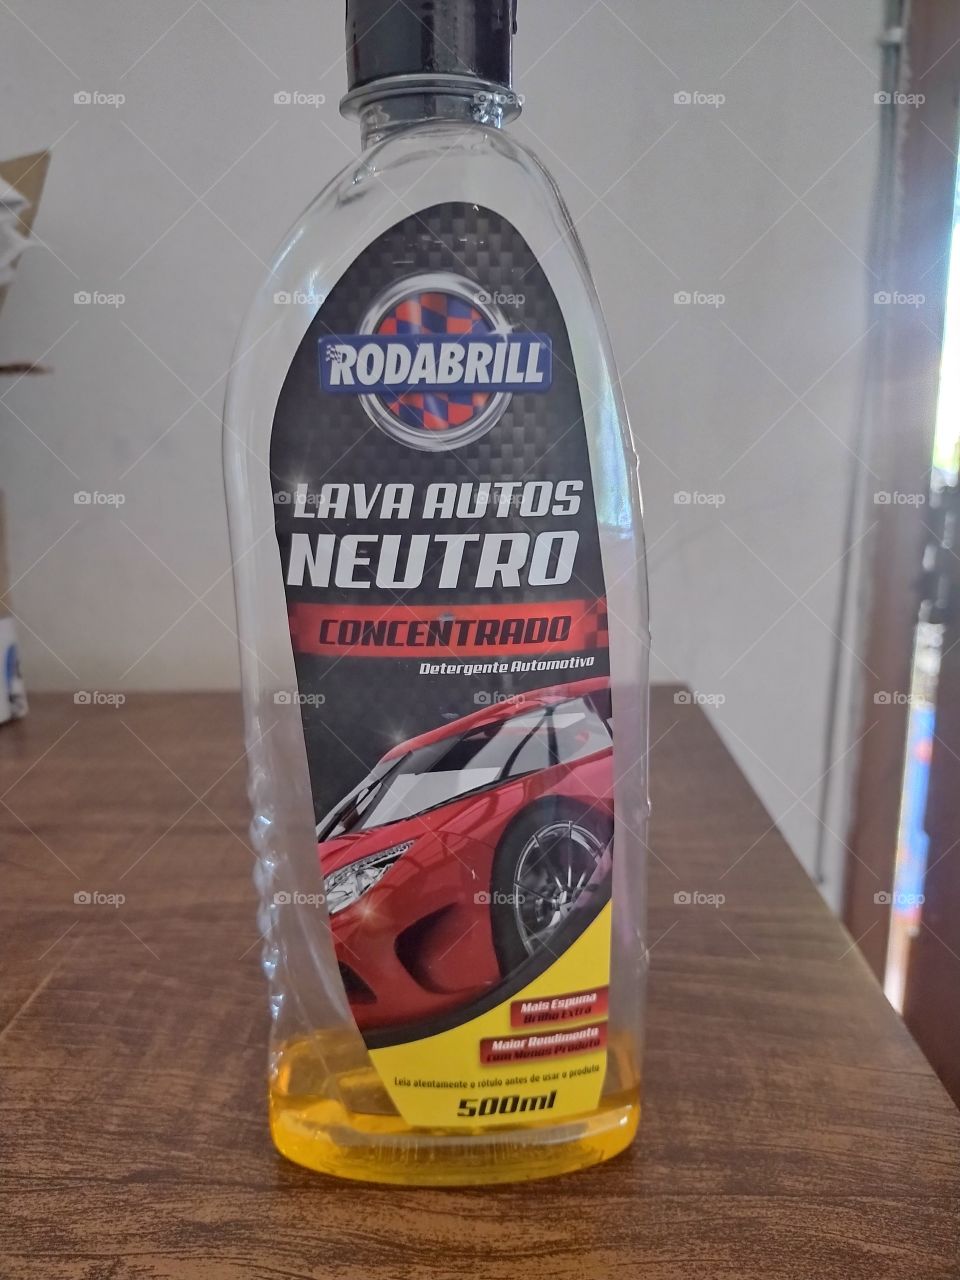 RODABRILL
LAVA AUTOS
NEUTRO
CONCENTRADO
Detergente Automotivo
Mais Espuma
Brilho Extra
Maior Rendimento
com Menos Produto
Leia atentamente o rótulo antes de usar o produto
500ml
foap